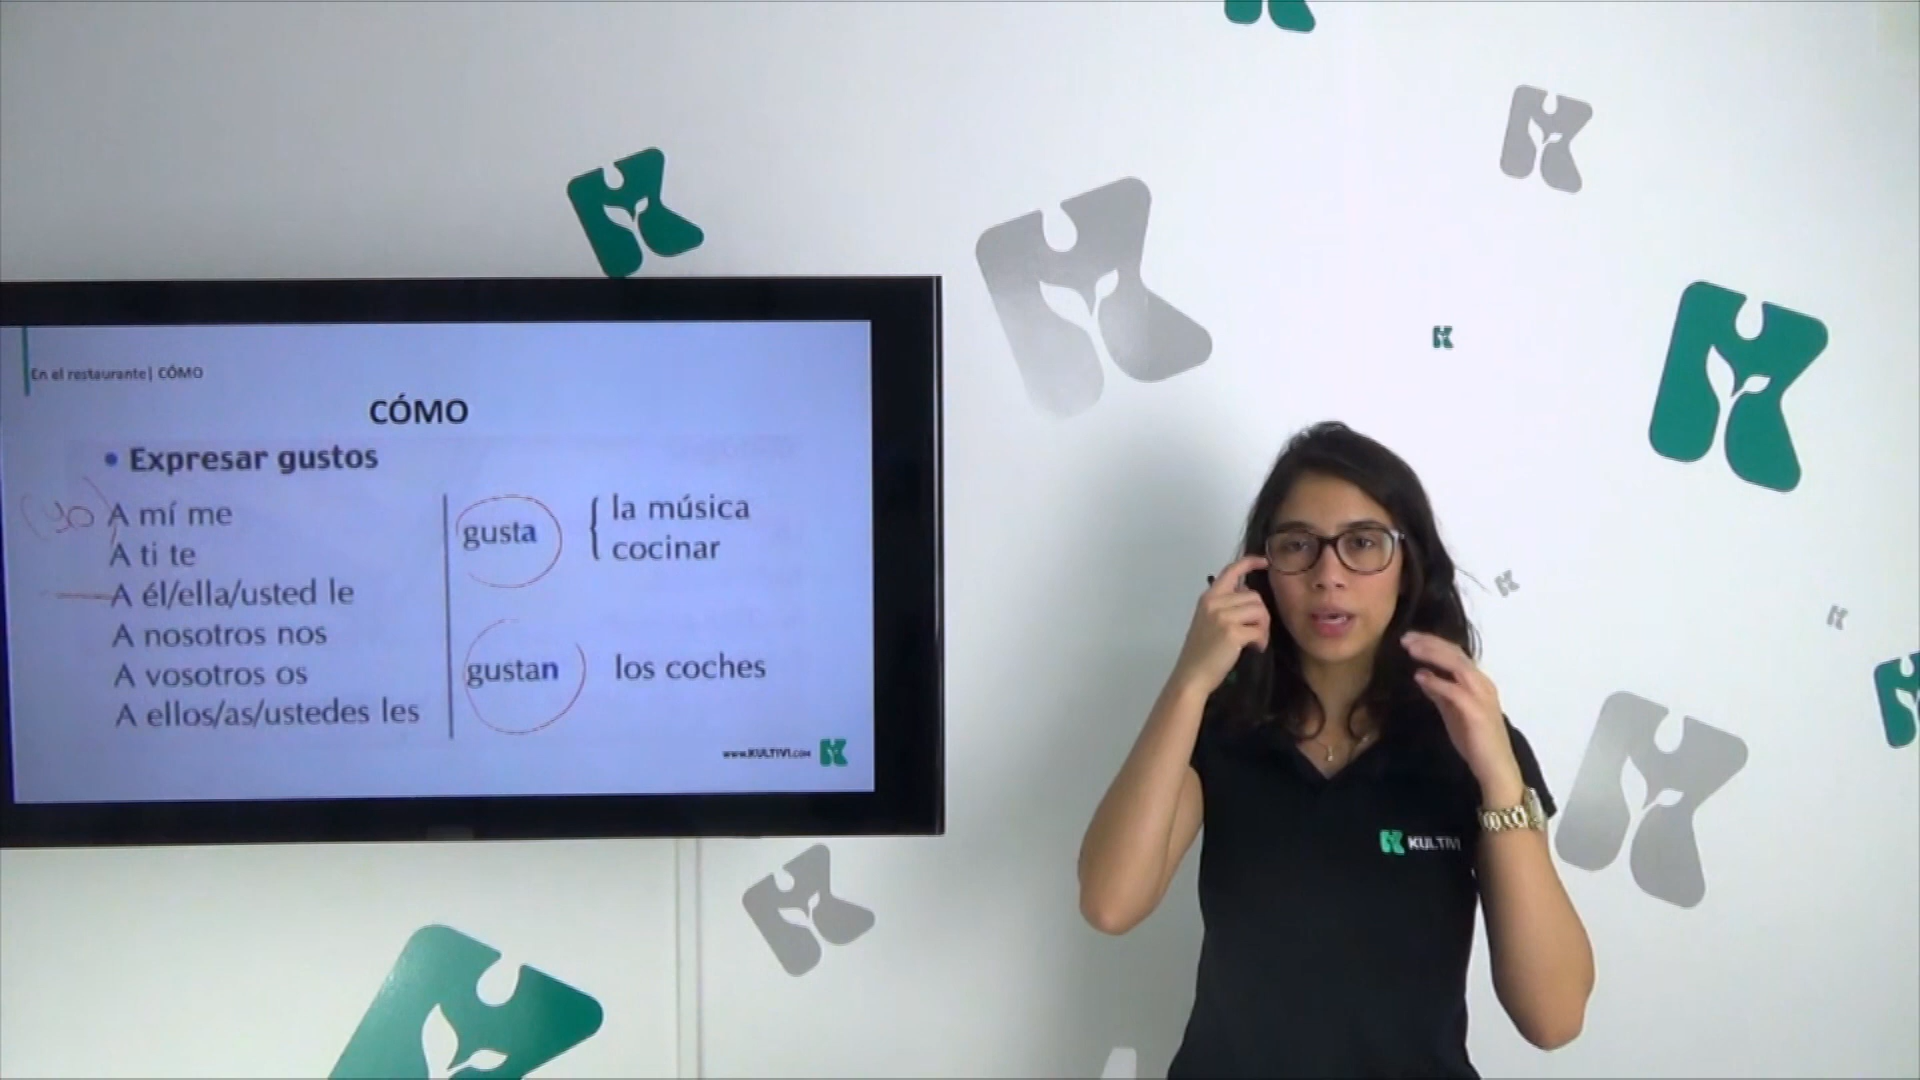 En el restaurante| CÓMO
CÓMO
• Expresar gustos
(yo) A mí me
A ti te
A él/ella/usted le
A nosotros nos
A vosotros os
A ellos/as/ustedes les
gusta
la música
cocinar
gustan
los coches
www.KULTIVI.COM
KULTIVI